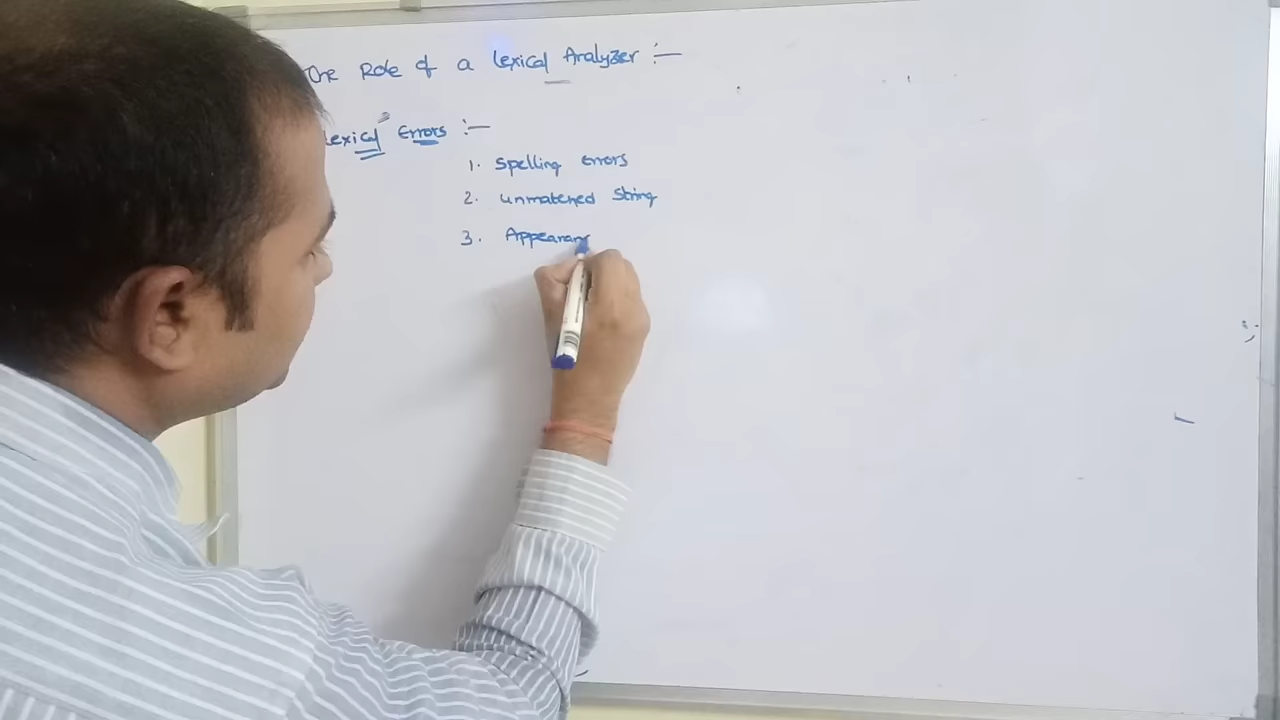 The Role of a Lexical Analyzer :-
Lexical Errors :-
1. Spelling Errors
2. Unmatched String
3. Appearan